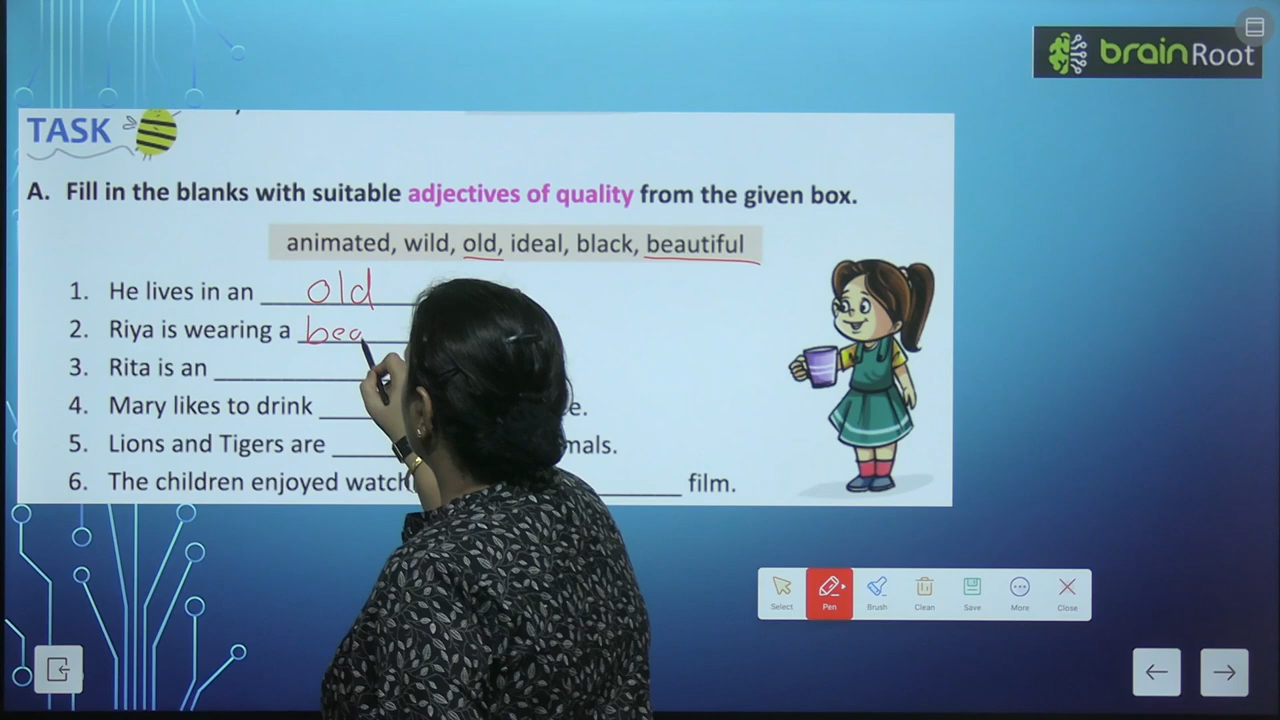 brainRoot
TASK
A. Fill in the blanks with suitable adjectives of quality from the given box.
animated, wild, old, ideal, black, beautiful
1. He lives in an old
2. Riya is wearing a bea
3. Rita is an
4. Mary likes to drink e.
5. Lions and Tigers are mals.
6. The children enjoyed watch film.
Select Pen Brush Clean Save More Close